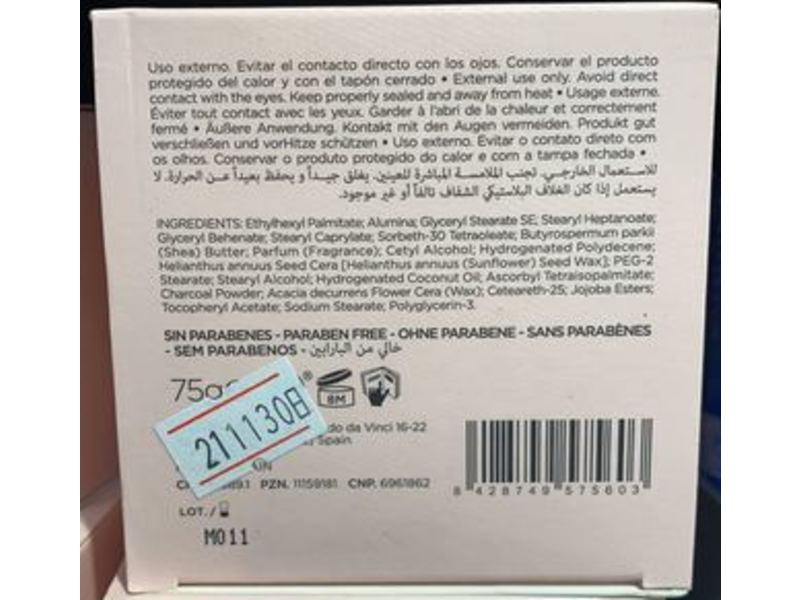 Uso externo. Evitar el contacto directo con los ojos. Conservar el producto
protegido del calor y con el tapón cerrado • External use only. Avoid direct
contact with the eyes. Keep properly sealed and away from heat • Usage externe.
Éviter tout contact avec les yeux. Garder à l'abri de la chaleur et correctement
fermé • Äußere Anwendung. Kontakt mit den Augen vermeiden. Produkt gut
verschließen und vorHitze schützen • Uso externo. Evitar o contato direto com
os olhos. Conservar o produto protegido do calor e com a tampa fechada •
للاستعمال الخارجي. تجنب الملامسة المباشرة للعينين. يغلق جيداً و يحفظ بعيداً عن الحرارة. لا
يستعمل إذا كان الغلاف البلاستيكي الشفاف تالفاً أو غير موجود.
INGREDIENTS: Ethylhexyl Palmitate; Alumina; Glyceryl Stearate SE; Stearyl Heptanoate;
Glyceryl Behenate; Stearyl Caprylate; Sorbeth-30 Tetraoleate; Butyrospermum parkii
(Shea) Butter; Parfum (Fragrance); Cetyl Alcohol; Hydrogenated Polydecene;
Helianthus annuus Seed Cera [Helianthus annuus (Sunflower) Seed Wax]; PEG-2
Stearate; Stearyl Alcohol; Hydrogenated Coconut Oil; Ascorbyl Tetraisopalmitate;
Charcoal Powder; Acacia decurrens Flower Cera (Wax); Ceteareth-25; Jojoba Esters;
Tocopheryl Acetate; Sodium Stearate; Polyglycerin-3.
SIN PARABENES - PARABEN FREE - OHNE PARABENE - SANS PARABÈNES
- SEM PARABENOS - خالي من البارابين
75g ® 8M
211130B
do da Vinci 16-22
Spain
PZN. 11159181 CNP. 6961862
8 428749 575603
LOT. /
M011